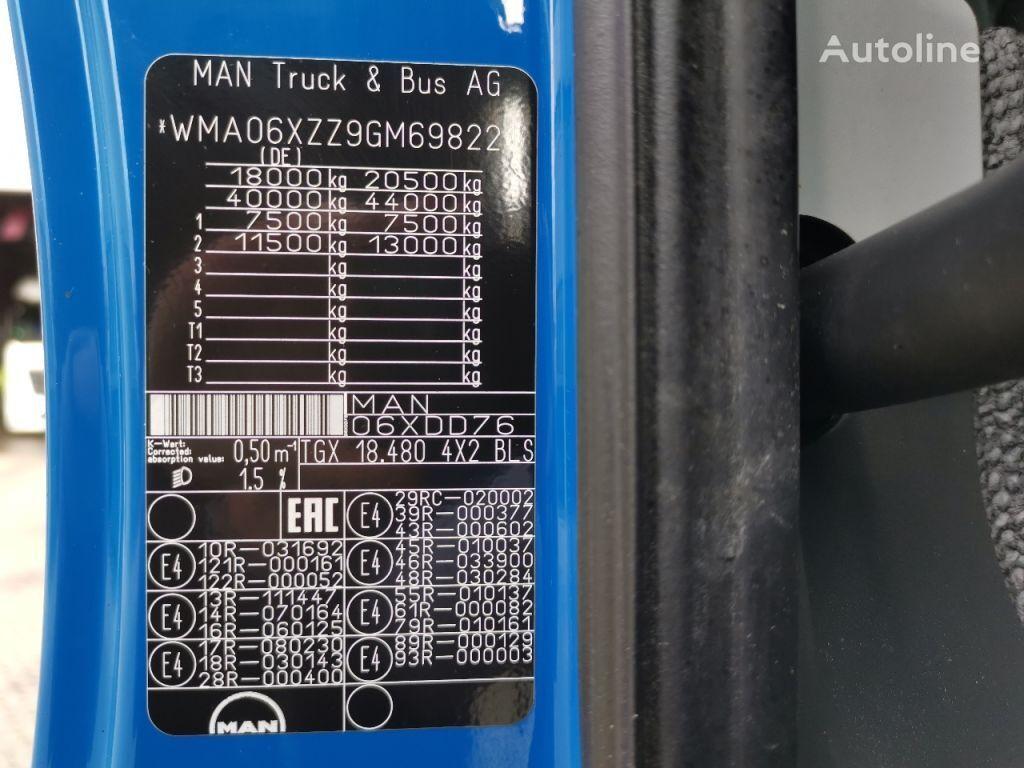 Autoline
MAN Truck & Bus AG
*WMA06XZZ9GM69822
(DE)
18000 kg 20500 kg
40000 kg 44000 kg
1 7500 kg 7500 kg
2 11500 kg 13000 kg
3 kg kg
4 kg kg
5 kg kg
T1 kg kg
T2 kg kg
T3 kg kg
MAN
06XDD76
K-Wert:
Corrected
absorption value: 0,50 m-1
TGX 18.480 4X2 BLS
1.5 %
EAC
E4 29RC-020002
39R-000377
43R-000602
E4 10R-031692
121R-000161
122R-000052
E4 45R-010037
46R-033900
48R-030284
E4 13R-111447
14R-070164
16R-060125
E4 55R-010137
61R-000082
79R-010161
E4 17R-080230
18R-030143
28R-000400
E4 89R-000129
93R-000003
MAN